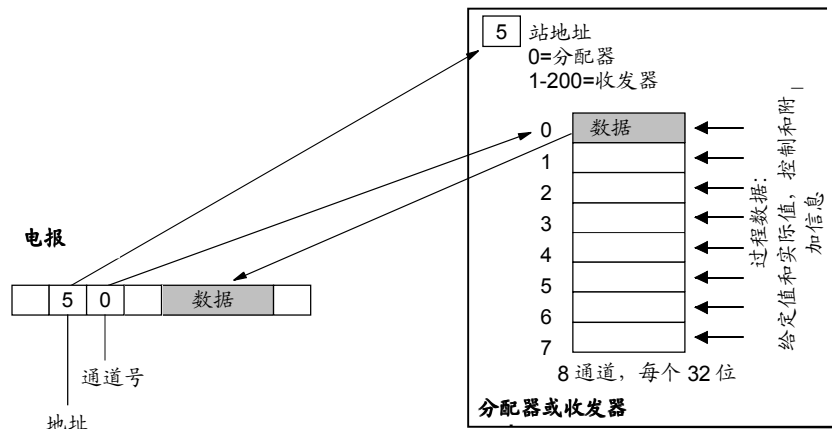 5 站地址
0=分配器
1-200=收发器
0 数据
1
2
3
4
5
6
7
8 通道，每个 32 位
分配器或收发器
过程数据：
给定值和实际值，控制和附
加信息
电报
5 0 数据
通道号
地址